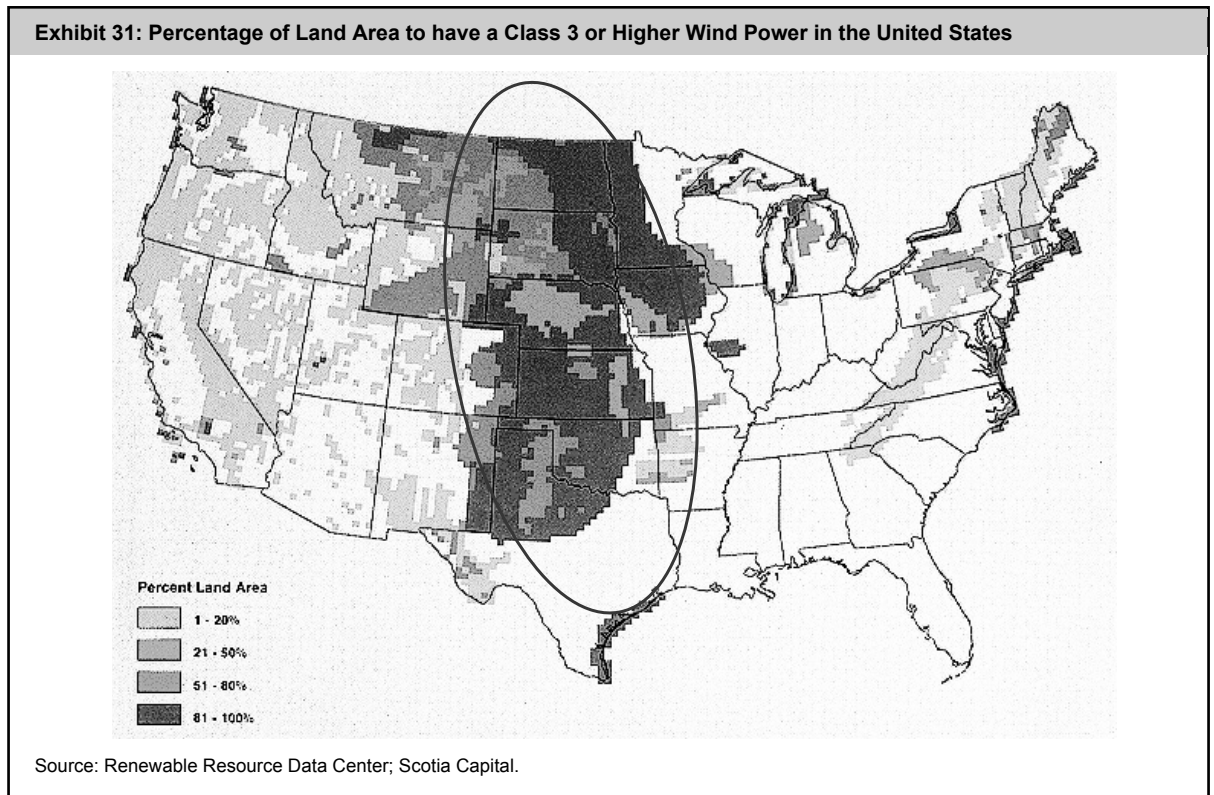 Exhibit 31: Percentage of Land Area to have a Class 3 or Higher Wind Power in the United States
Percent Land Area
1 - 20%
21 - 50%
51 - 80%
81 - 100%
Source: Renewable Resource Data Center; Scotia Capital.